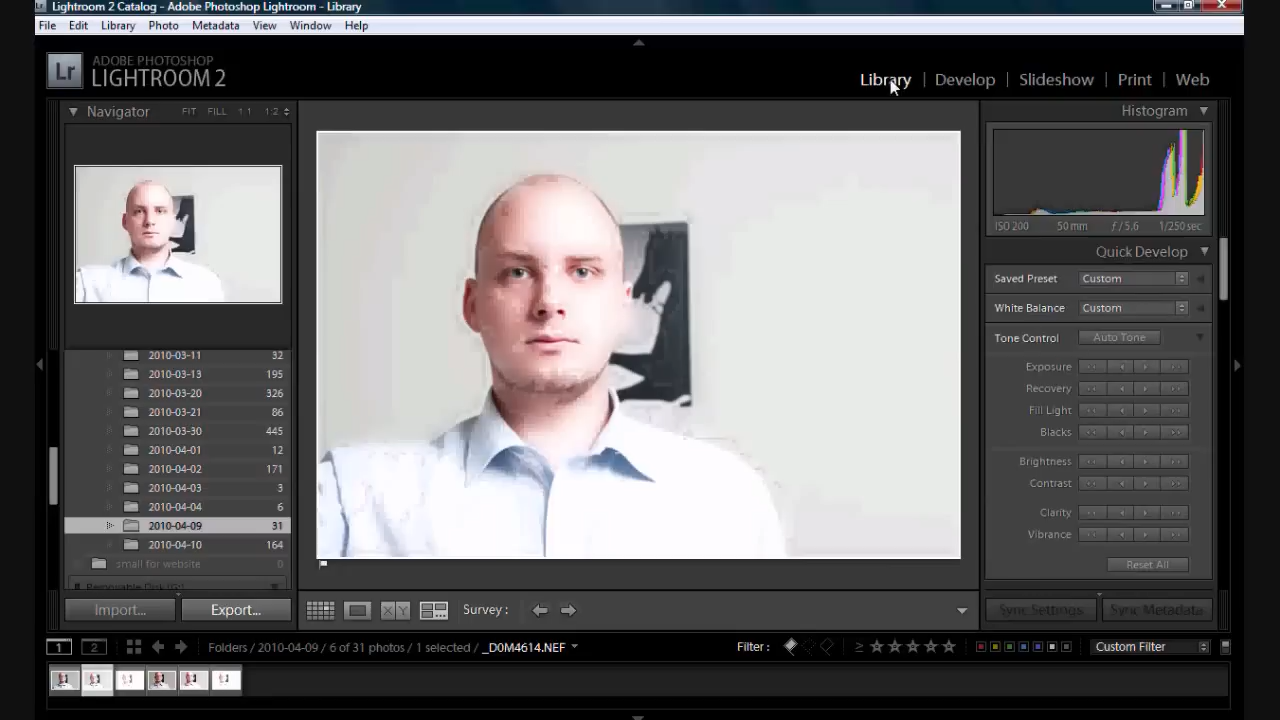 Lightroom 2 Catalog - Adobe Photoshop Lightroom - Library
File Edit Library Photo Metadata View Window Help
Lr ADOBE PHOTOSHOP
LIGHTROOM 2
Library | Develop | Slideshow | Print | Web
Navigator FIT FILL 1:1 1:2
Histogram
ISO 200 50mm f / 5.6 1/250 sec
Quick Develop
Saved Preset Custom
White Balance Custom
Tone Control Auto Tone
Exposure
Recovery
Fill Light
Blacks
Brightness
Contrast
Clarity
Vibrance
Reset All
2010-03-11 32
2010-03-13 195
2010-03-20 326
2010-03-21 86
2010-03-30 445
2010-04-01 12
2010-04-02 171
2010-04-03 3
2010-04-04 6
2010-04-09 31
2010-04-10 164
small for website 0
Removable Disk (G:)
Import... Export...
XY Survey :
Sync Settings Sync Metadata
1 2 Folders / 2010-04-09 / 6 of 31 photos / 1 selected / _DOM4614.NEF
Filter : ≥ ★★★★★ Custom Filter